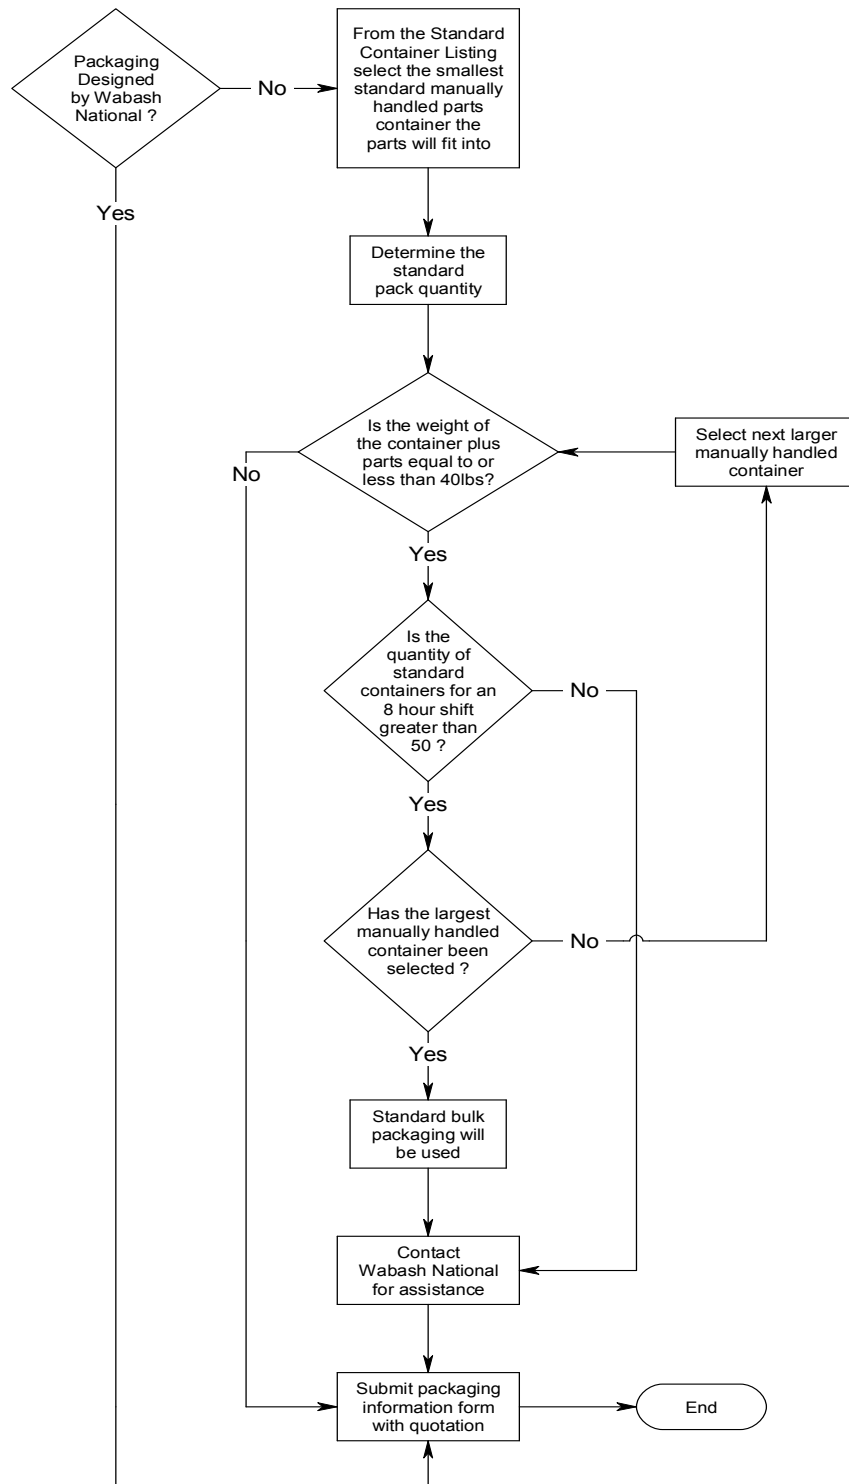 Packaging
Designed
by Wabash
National ?
No
From the Standard
Container Listing
select the smallest
standard manually
handled parts
container the
parts will fit into
Yes
Determine the
standard
pack quantity
Is the weight of
the container plus
parts equal to or
less than 40lbs?
Select next larger
manually handled
container
No
Yes
Is the
quantity of
standard
containers for an
8 hour shift
greater than
50 ?
No
Yes
Has the largest
manually handled
container been
selected ?
No
Yes
Standard bulk
packaging will
be used
Contact
Wabash National
for assistance
Submit packaging
information form
with quotation
End